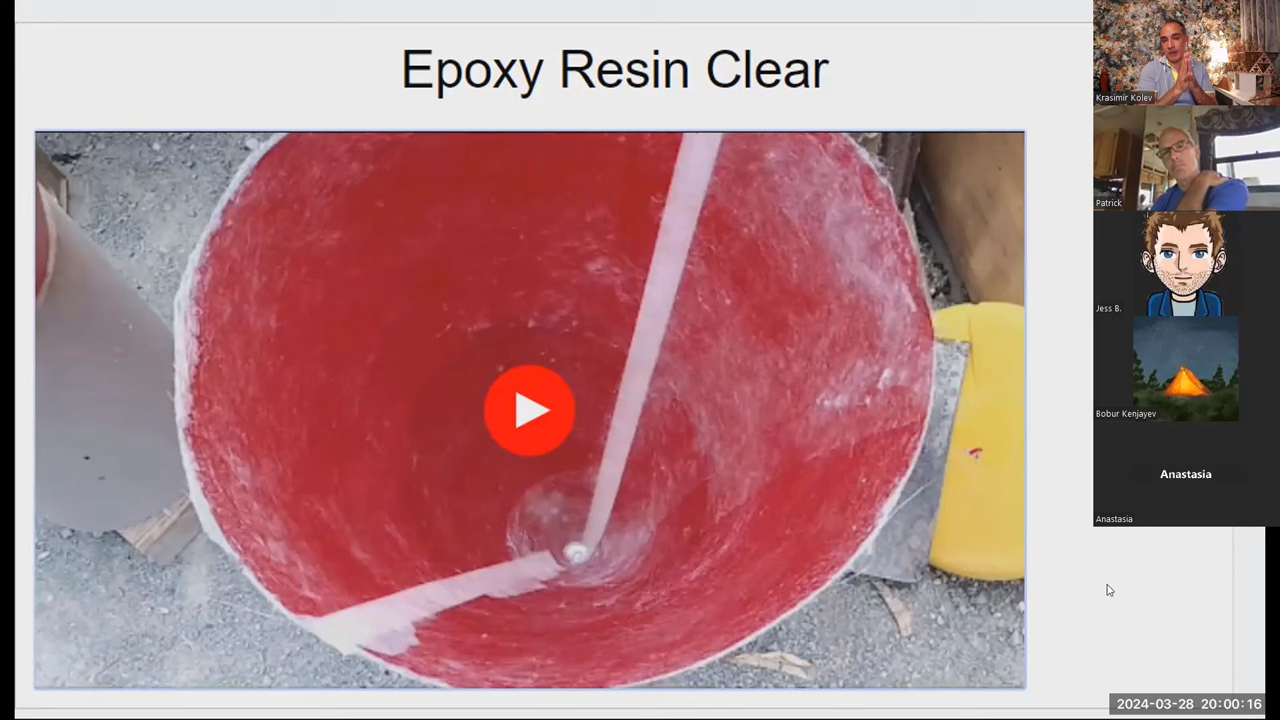 Epoxy Resin Clear
Krasimir Kolev
Patrick
Jess B.
Bobur Kenjayev
Anastasia
Anastasia
2024-03-28 20:00:16